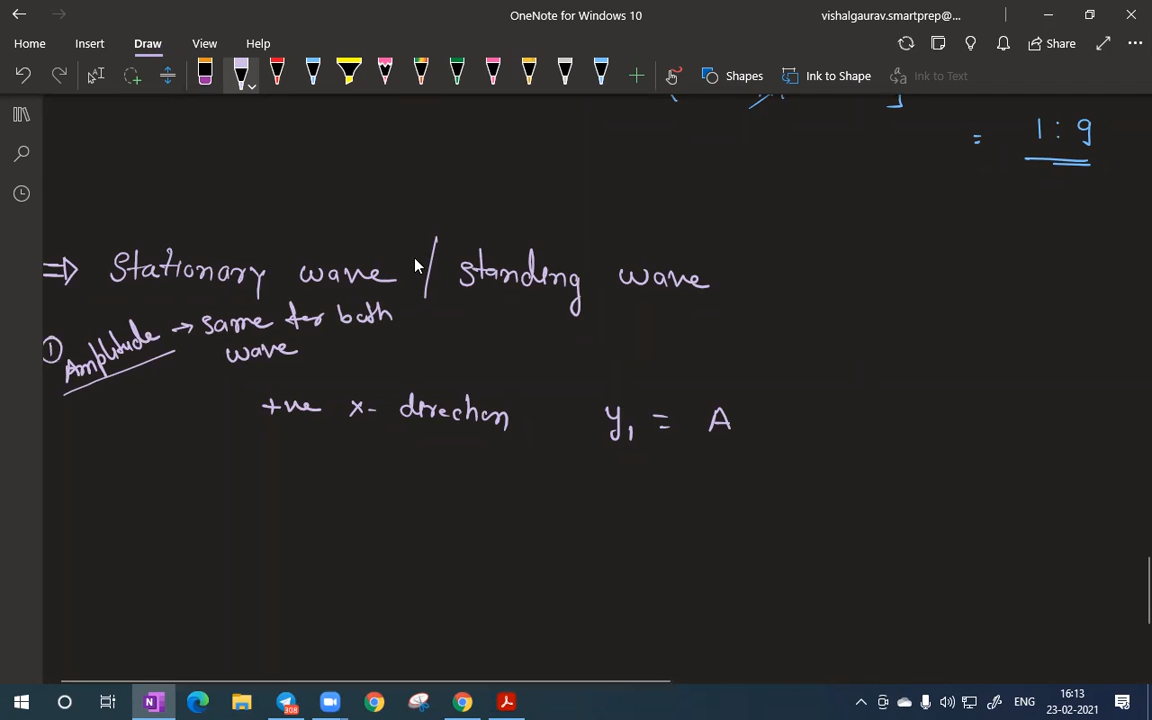 OneNote for Windows 10
vishalgaurav.smartprep@...
Home Insert Draw View Help
Share
Shapes Ink to Shape Ink to Text
= 1 : 9
⇒ Stationary wave / standing wave
① Amplitude → same for both
wave
+ve x- direction y₁ = A
308
ENG
16:13
23-02-2021